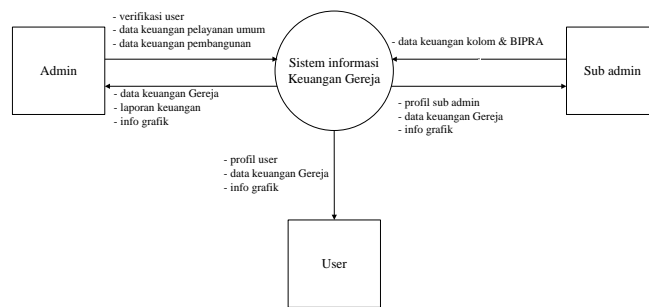 - verifikasi user
- data keuangan pelayanan umum
- data keuangan pembangunan
Admin
- data keuangan Gereja
- laporan keuangan
- info grafik
Sistem informasi
Keuangan Gereja
- data keuangan kolom & BIPRA
Sub admin
- profil sub admin
- data keuangan Gereja
- info grafik
- profil user
- data keuangan Gereja
- info grafik
User